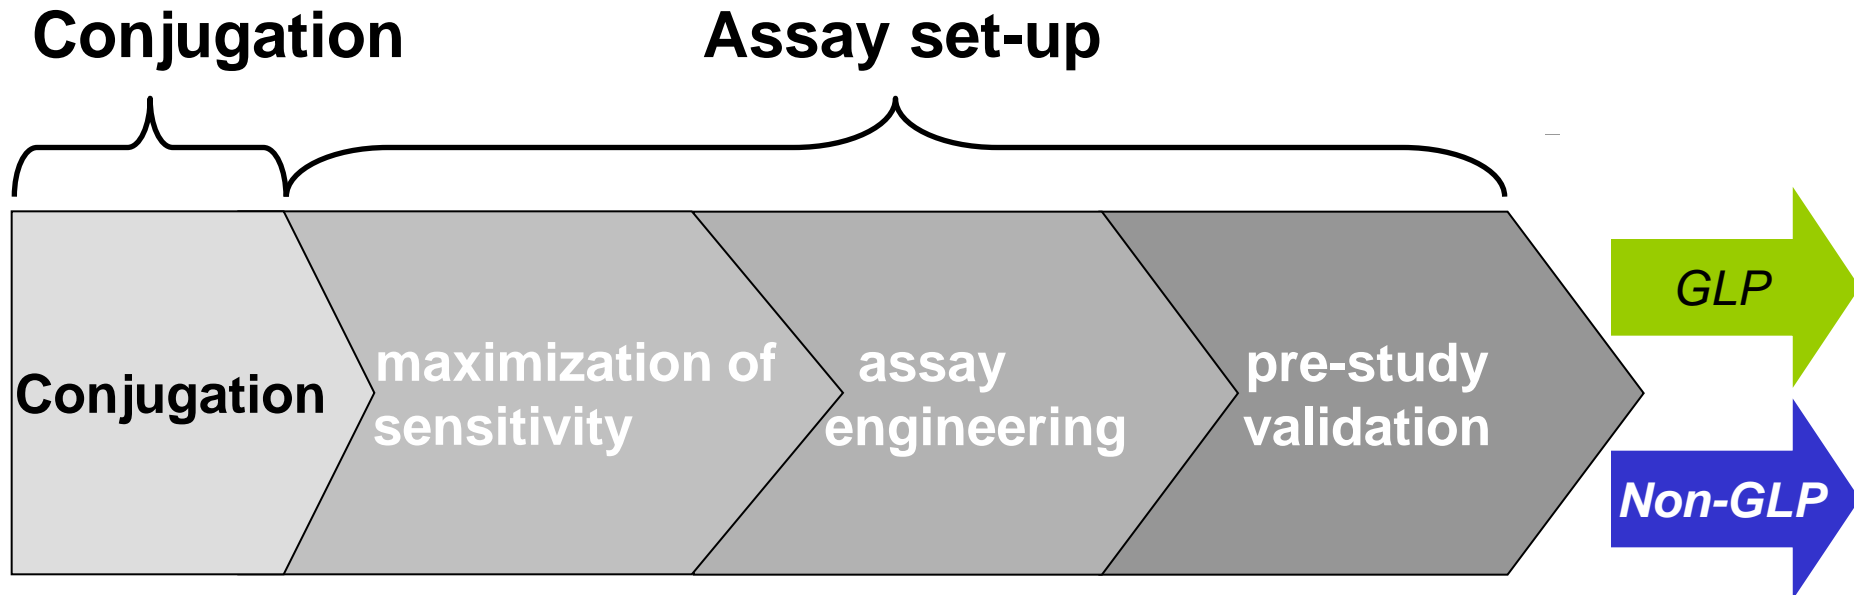 Conjugation
Assay set-up
Conjugation
maximization of
sensitivity
assay
engineering
pre-study
validation
GLP
Non-GLP